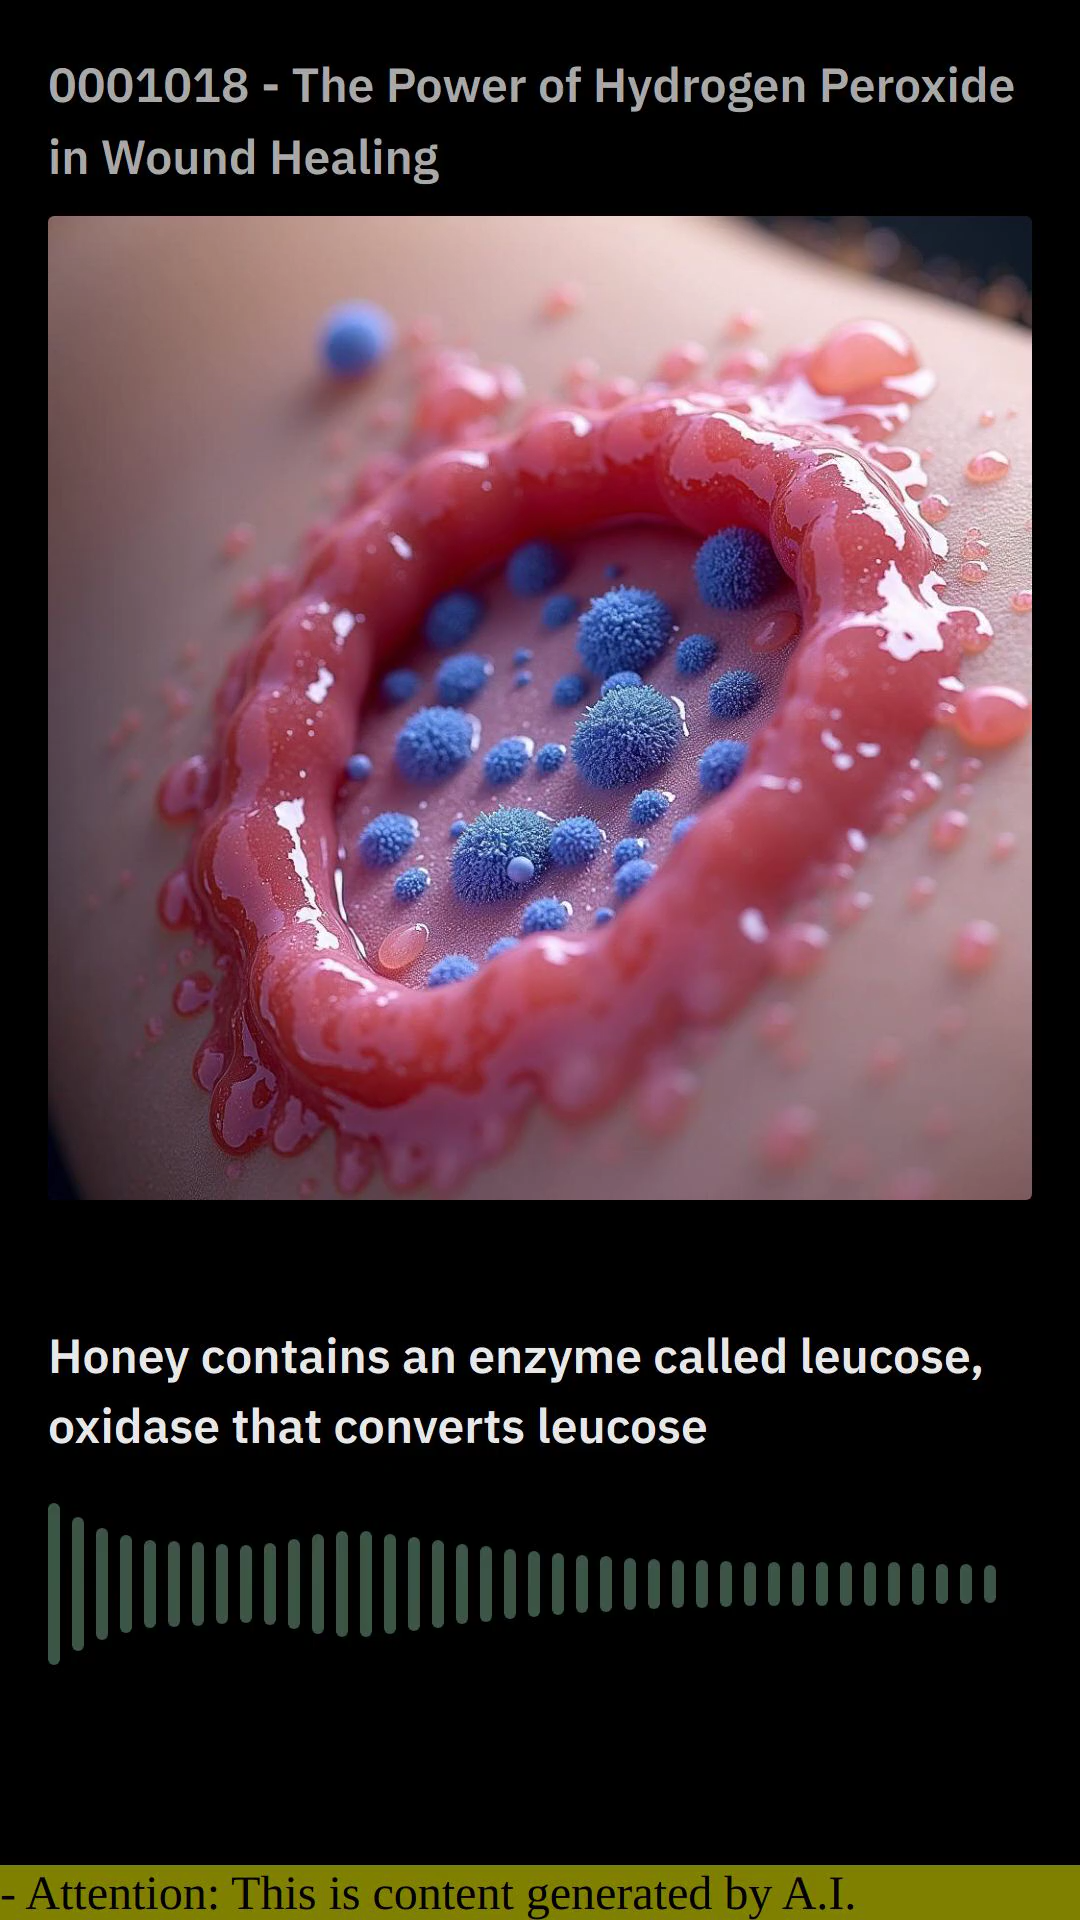 0001018 - The Power of Hydrogen Peroxide
in Wound Healing
Honey contains an enzyme called leucose,
oxidase that converts leucose
- Attention: This is content generated by A.I.